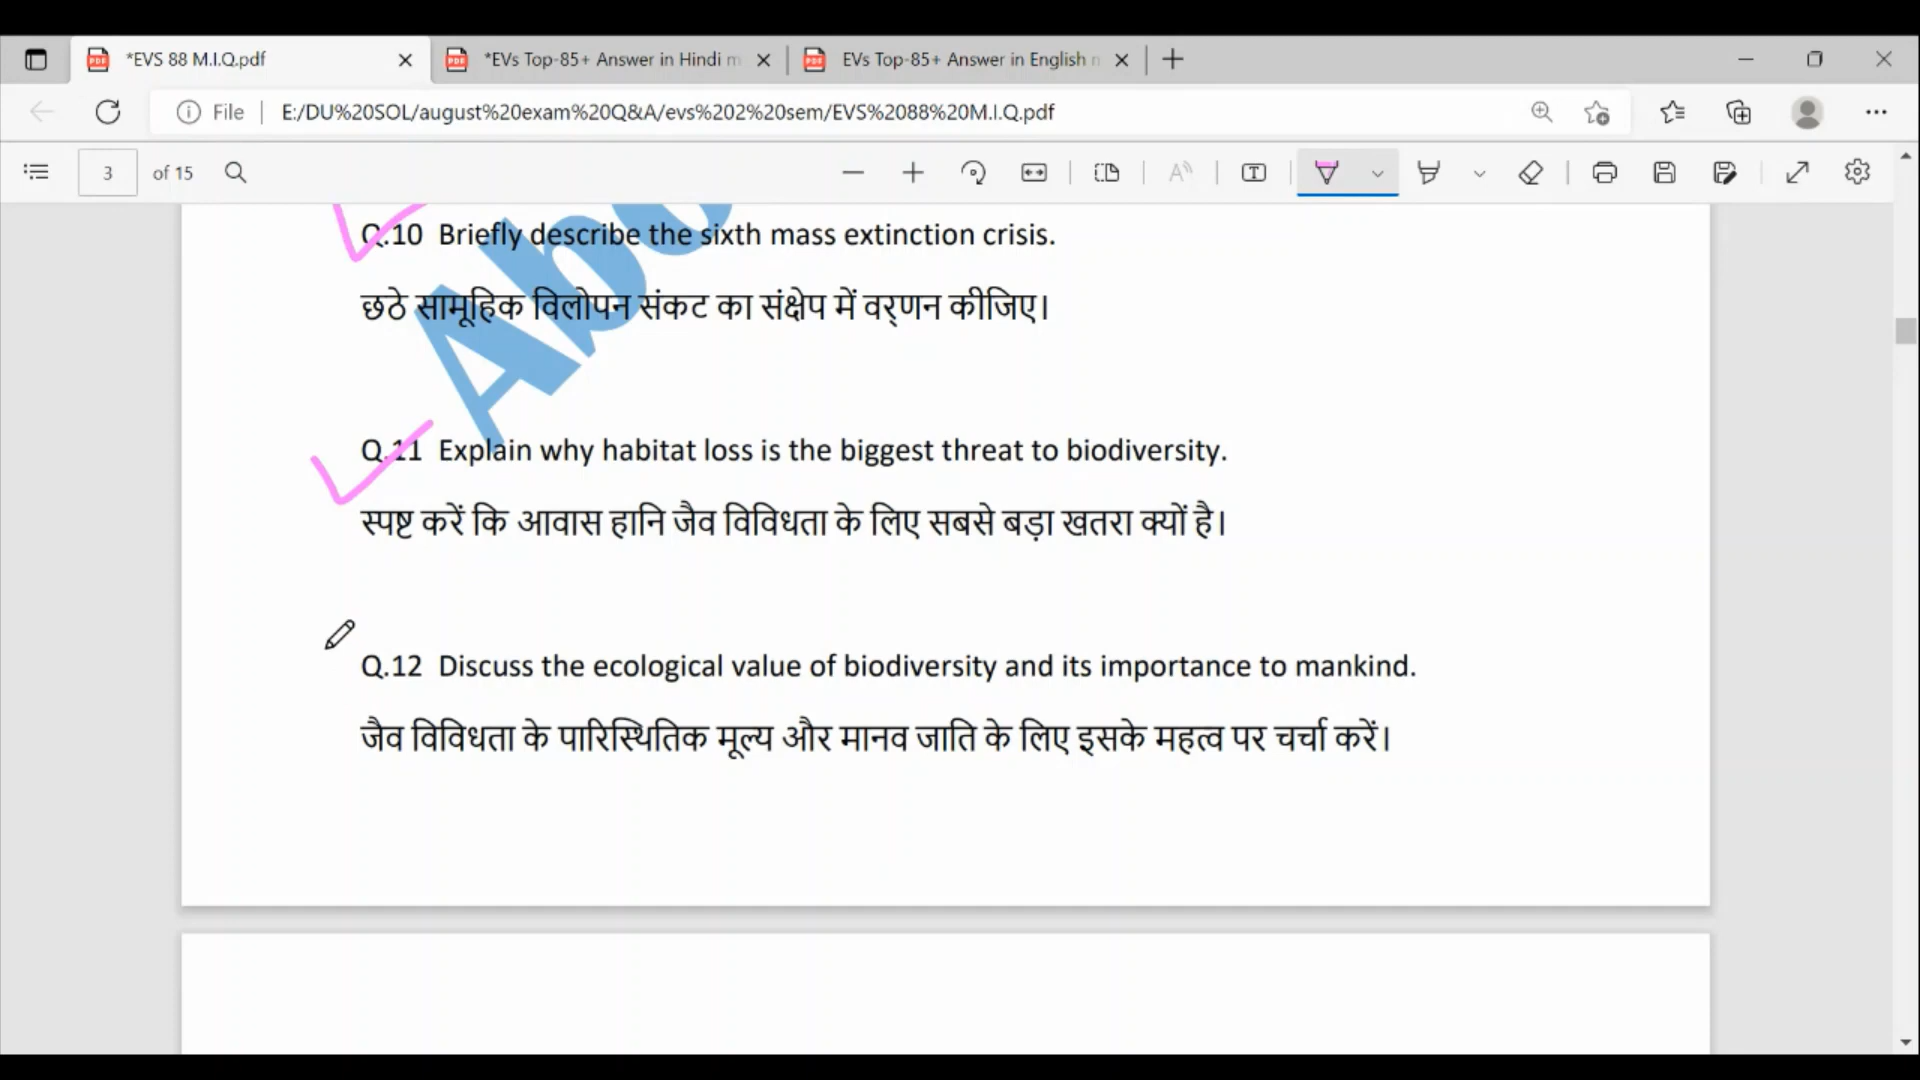 *EVS 88 M.I.Q.pdf
*EVs Top-85+ Answer in Hindi m
EVs Top-85+ Answer in English n
File
E:/DU%20SOL/august%20exam%20Q&A/evs%202%20sem/EVS%2088%20M.I.Q.pdf
3 of 15
Abo
Q.10 Briefly describe the sixth mass extinction crisis.
छठे सामूहिक विलोपन संकट का संक्षेप में वर्णन कीजिए।
Q.11 Explain why habitat loss is the biggest threat to biodiversity.
स्पष्ट करें कि आवास हानि जैव विविधता के लिए सबसे बड़ा खतरा क्यों है।
Q.12 Discuss the ecological value of biodiversity and its importance to mankind.
जैव विविधता के पारिस्थितिक मूल्य और मानव जाति के लिए इसके महत्व पर चर्चा करें।